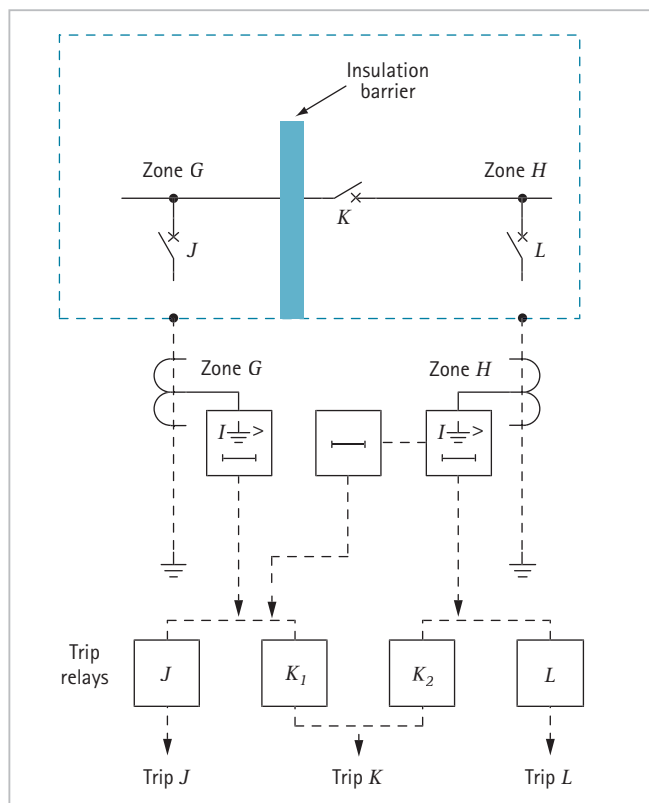 Insulation
barrier
Zone G
Zone H
K
J
L
Zone G
Zone H
I >
I >
Trip
relays
J
K1
K2
L
Trip J
Trip K
Trip L